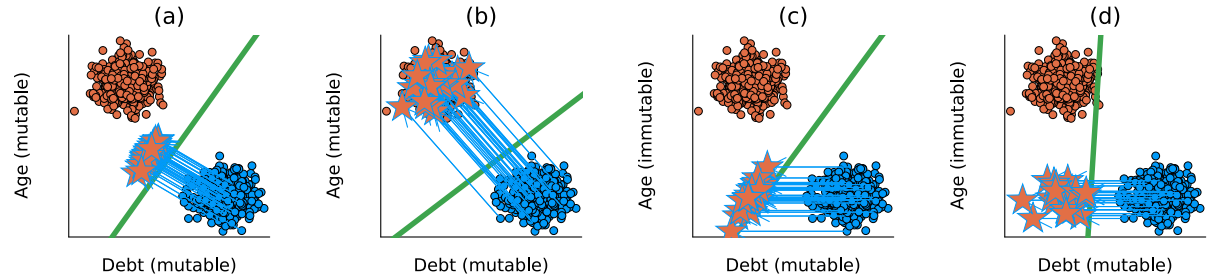 (a)
Age (mutable)
Debt (mutable)
(b)
Age (mutable)
Debt (mutable)
(c)
Age (immutable)
Debt (mutable)
(d)
Age (immutable)
Debt (mutable)